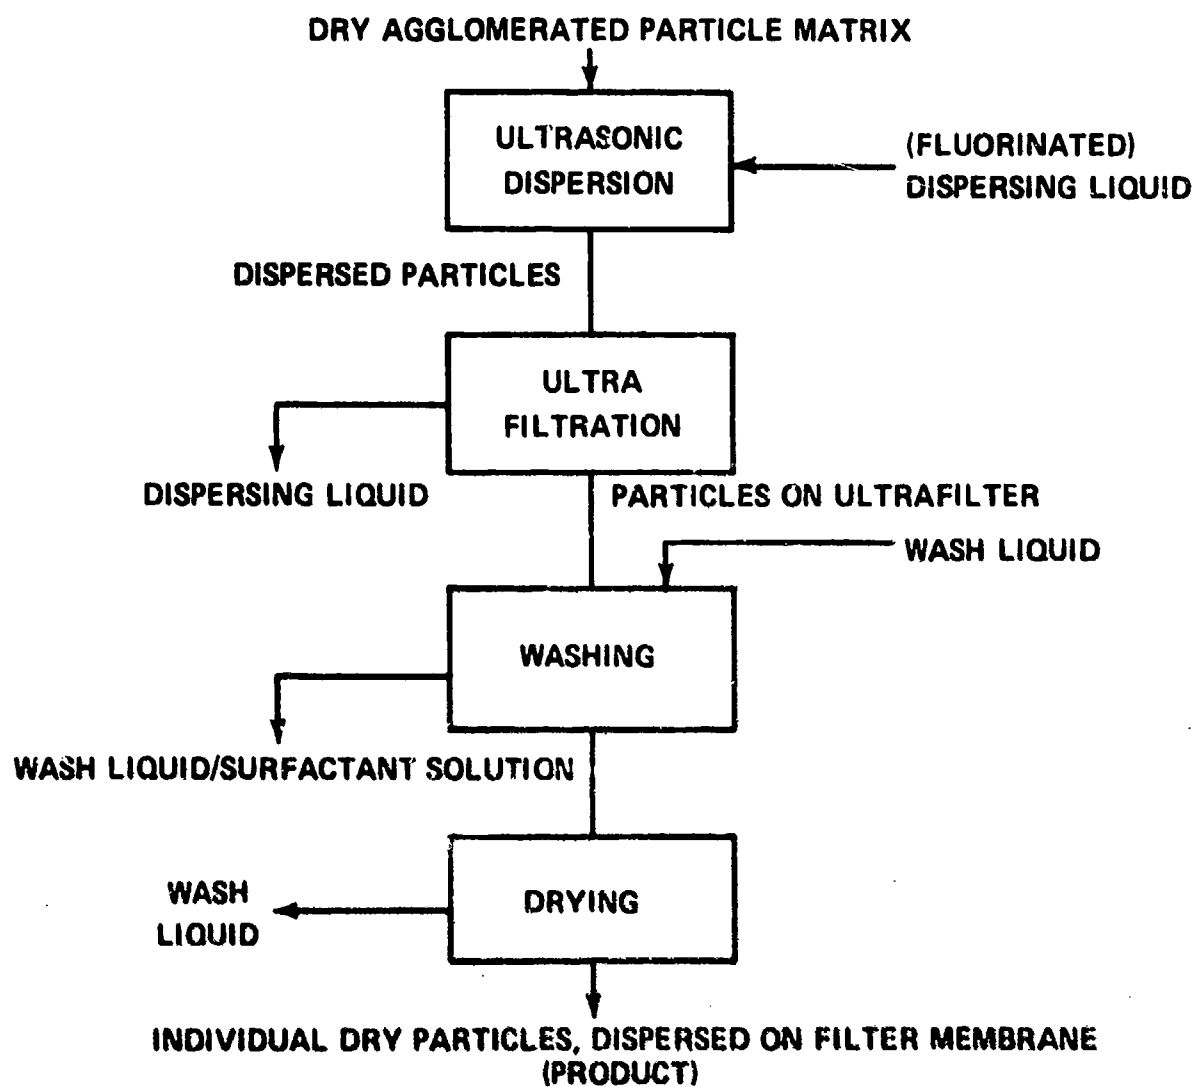 DRY AGGLOMERATED PARTICLE MATRIX
ULTRASONIC
DISPERSION
(FLUORINATED)
DISPERSING LIQUID
DISPERSED PARTICLES
ULTRA
FILTRATION
DISPERSING LIQUID
PARTICLES ON ULTRAFILTER
WASH LIQUID
WASHING
WASH LIQUID/SURFACTANT SOLUTION
DRYING
WASH
LIQUID
INDIVIDUAL DRY PARTICLES, DISPERSED ON FILTER MEMBRANE
(PRODUCT)